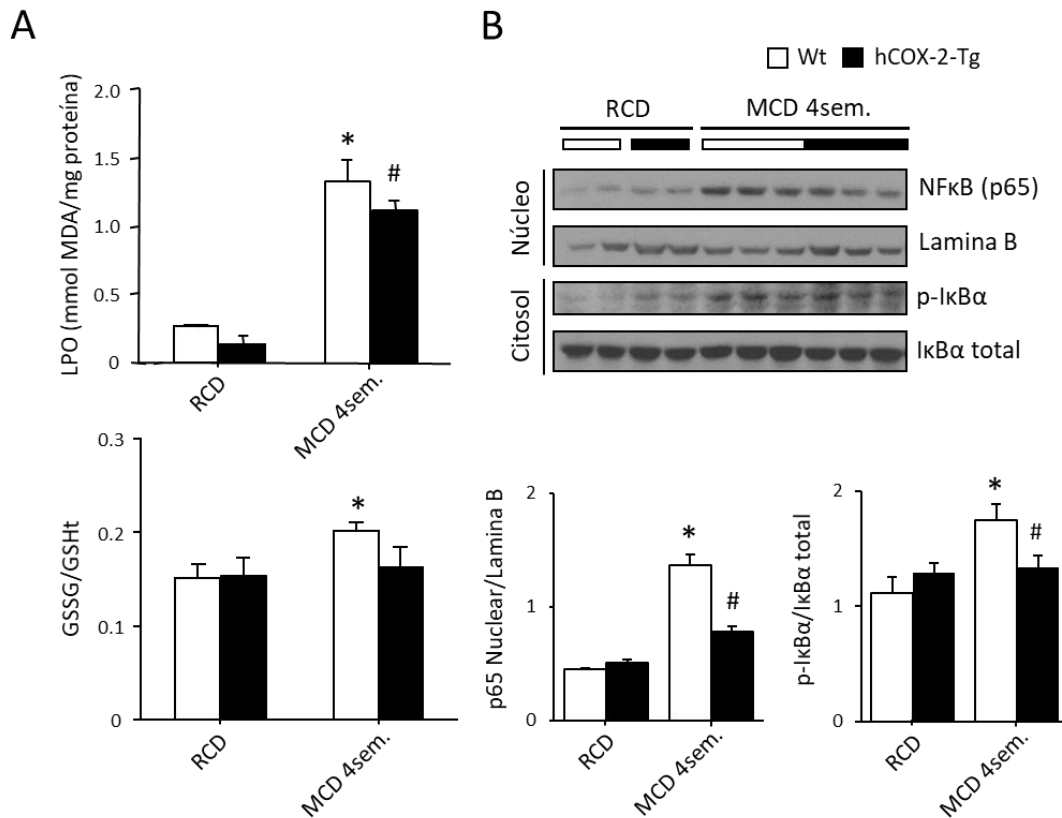 A
LPO (mmol MDA/mg proteína)
2.0
1.5
1.0
0.5
0
*
#
RCD
MCD 4sem.
GSSG/GSHt
0.3
0.2
0.1
0
*
RCD
MCD 4sem.
B
Wt
hCOX-2-Tg
RCD
MCD 4sem.
Núcleo
NFκB (p65)
Lamina B
Citosol
p-IκBα
IκBα total
p65 Nuclear/Lamina B
2
1
0
*
#
RCD
MCD 4sem.
p-IκBα/IκBα total
2
1
0
*
#
RCD
MCD 4sem.